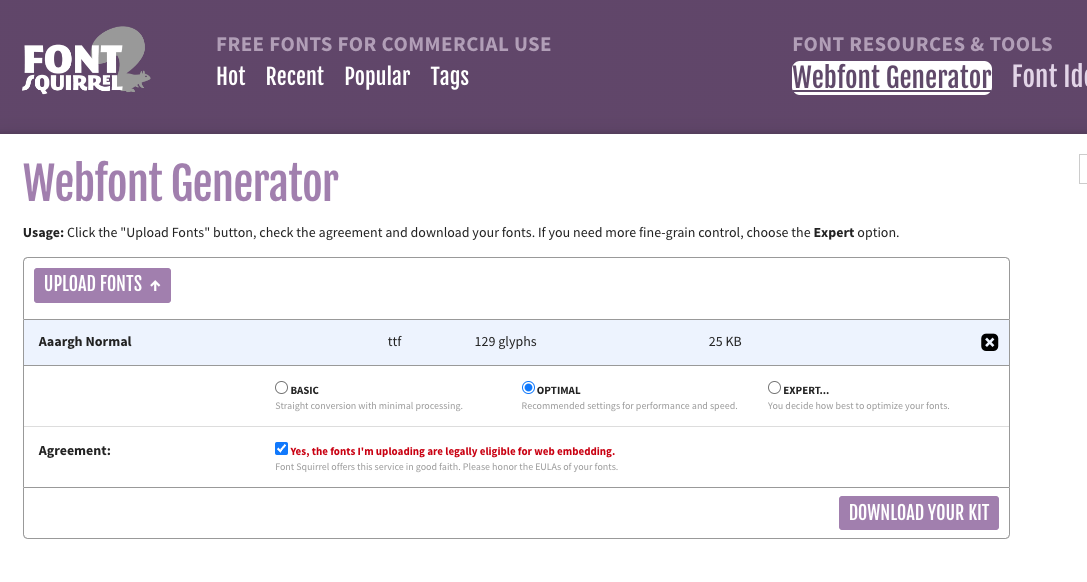 FONT
SQUIRREL
FREE FONTS FOR COMMERCIAL USE
Hot Recent Popular Tags
FONT RESOURCES & TOOLS
Webfont Generator Font
Webfont Generator
Usage: Click the "Upload Fonts" button, check the agreement and download your fonts. If you need more fine-grain control, choose the Expert option.
UPLOAD FONTS ↑
Aaargh Normal ttf 129 glyphs 25 KB
BASIC
Straight conversion with minimal processing.
OPTIMAL
Recommended settings for performance and speed.
EXPERT...
You decide how best to optimize your fonts.
Agreement:
Yes, the fonts I'm uploading are legally eligible for web embedding.
Font Squirrel offers this service in good faith. Please honor the EULAs of your fonts.
DOWNLOAD YOUR KIT